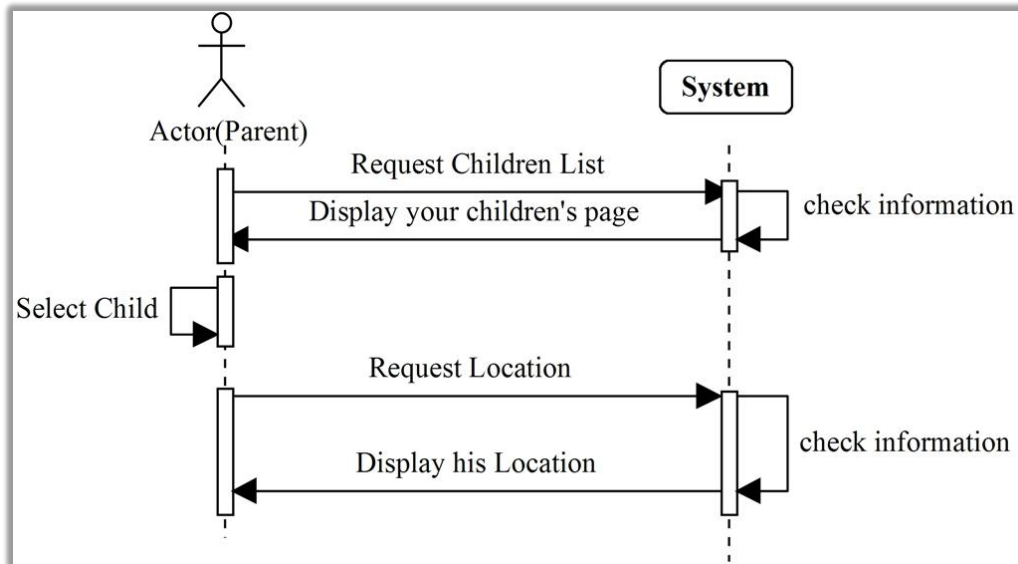 System
Actor(Parent)
Request Children List
Display your children's page
check information
Select Child
Request Location
check information
Display his Location